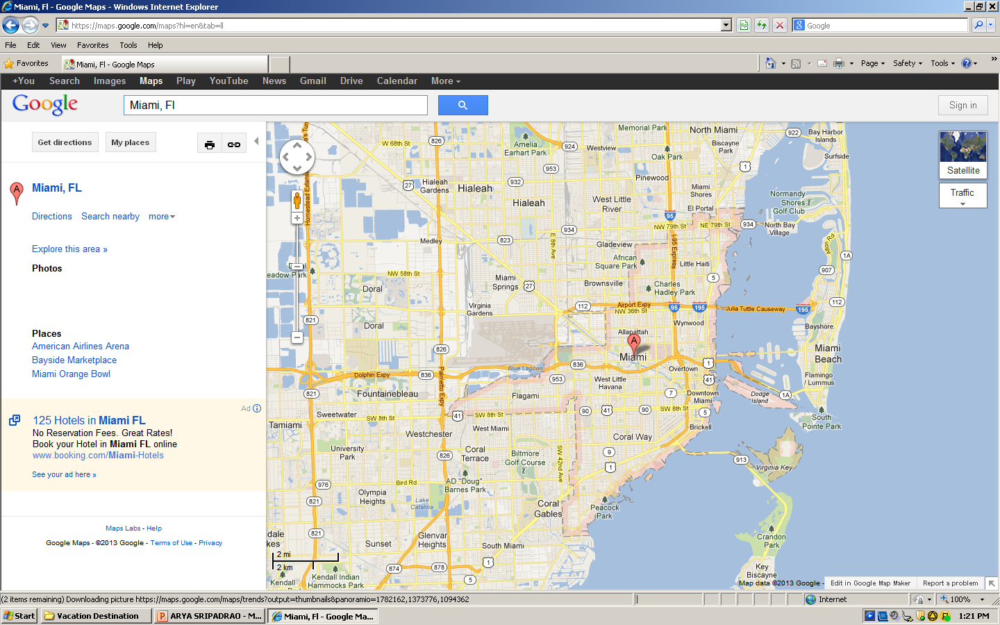 Miami, Fl - Google Maps - Windows Internet Explorer
https://maps.google.com/maps?hl=en&tab=ll
Google
File Edit View Favorites Tools Help
Favorites
Miami, Fl - Google Maps
Page Safety Tools
+You Search Images Maps Play YouTube News Gmail Drive Calendar More
Google
Miami, Fl
Sign in
Get directions
My places
A
Miami, FL
Directions Search nearby more
Explore this area »
Photos
Places
American Airlines Arena
Bayside Marketplace
Miami Orange Bowl
Ad
125 Hotels in Miami FL
No Reservation Fees. Great Rates!
Book your Hotel in Miami FL online
www.booking.com/Miami-Hotels
See your ad here »
Maps Labs - Help
Google Maps - ©2013 Google - Terms of Use - Privacy
Satellite
Traffic
Memorial Park
North Miami
922
Bay Harbor
Islands
W 68th St
826
Amelia
Earhart Park
924
Westview
Biscayne
Park
Oak
Park
Surfside
953
1
Hialeah
Gardens
27
Hialeah
932
Pinewood
Miami
Shores
Hialeah
West Little
River
El Portal
Normandy
Shores
Golf Club
Homestead Exten
95
NW 79th St
NE 79th St
934
North Bay
Village
934
E 8th Ave
I-95 Express
Alton Rd
Medley
823
Gladeview
1A
African
Square Park
Little Haiti
eadow Park
NW 58th St
907
5
Miami
Springs
27
Brownsville
Charles
Hadley Park
Doral
112
Virginia
Gardens
112
Airport Expy
NW 36th St
95
195
Julia Tuttle Causeway
195
821
Doral
Wynwood
Bayshore
Allapattah
A
Miami
826
Miami
Beach
Blue Lagoon
836
Overtown
1
Dolphin Expy
836
953
West Little
Havana
41
Flamingo
/ Lummus
Palmetto Expy
821
Fountainebleau
Flagami
7
Downtown
Miami
Dodge
Island
1A
Sweetwater
SW 8th St
41
SW 8th St
90
41
90
SW 8th St
5
South
Pointe Park
Tamiami
West Miami
Brickell
Westchester
Coral Way
University
Park
826
Coral
Terrace
Biltmore
Golf Course
SW 42nd Ave
9
913
Virginia Key
1
976
Bird Rd
AD "Doug"
Barnes Park
Olympia
Heights
Lake
Catalina
Coral
Gables
Peacock
Park
821
dale
kes
821
Sunset
Glenvar
Heights
South Miami
Crandon
Park
2 mi
2 km
1
874
878
Kendall
Kendall Indian
Hammocks Park
5
Key
Biscayne
Map data ©2013 Google -
Edit in Google Map Maker
Report a problem
(2 items remaining) Downloading picture https://maps.google.com/maps/trends?output=thumbnails&panoramio=1782162,1373776,1094362
Internet
100%
Start
Vacation Destination
ARYA SRIPADRAO - M...
Miami, Fl - Google Ma...
1:21 PM